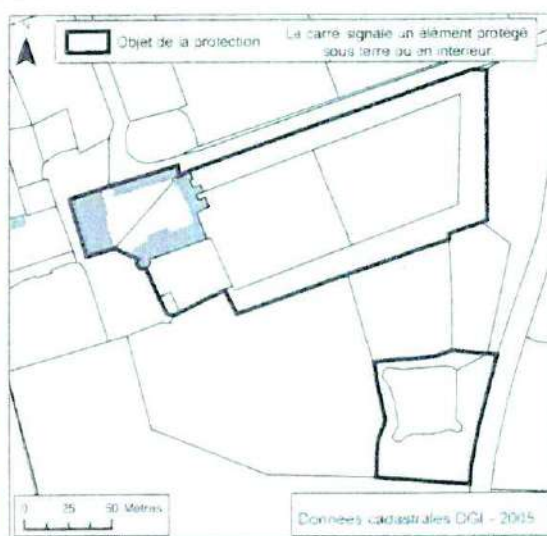 Objet de la protection
Le carré signale un élément protégé
sous terre ou en intérieur.
0 25 50 Mètres
Données cadastrales DGI - 2005